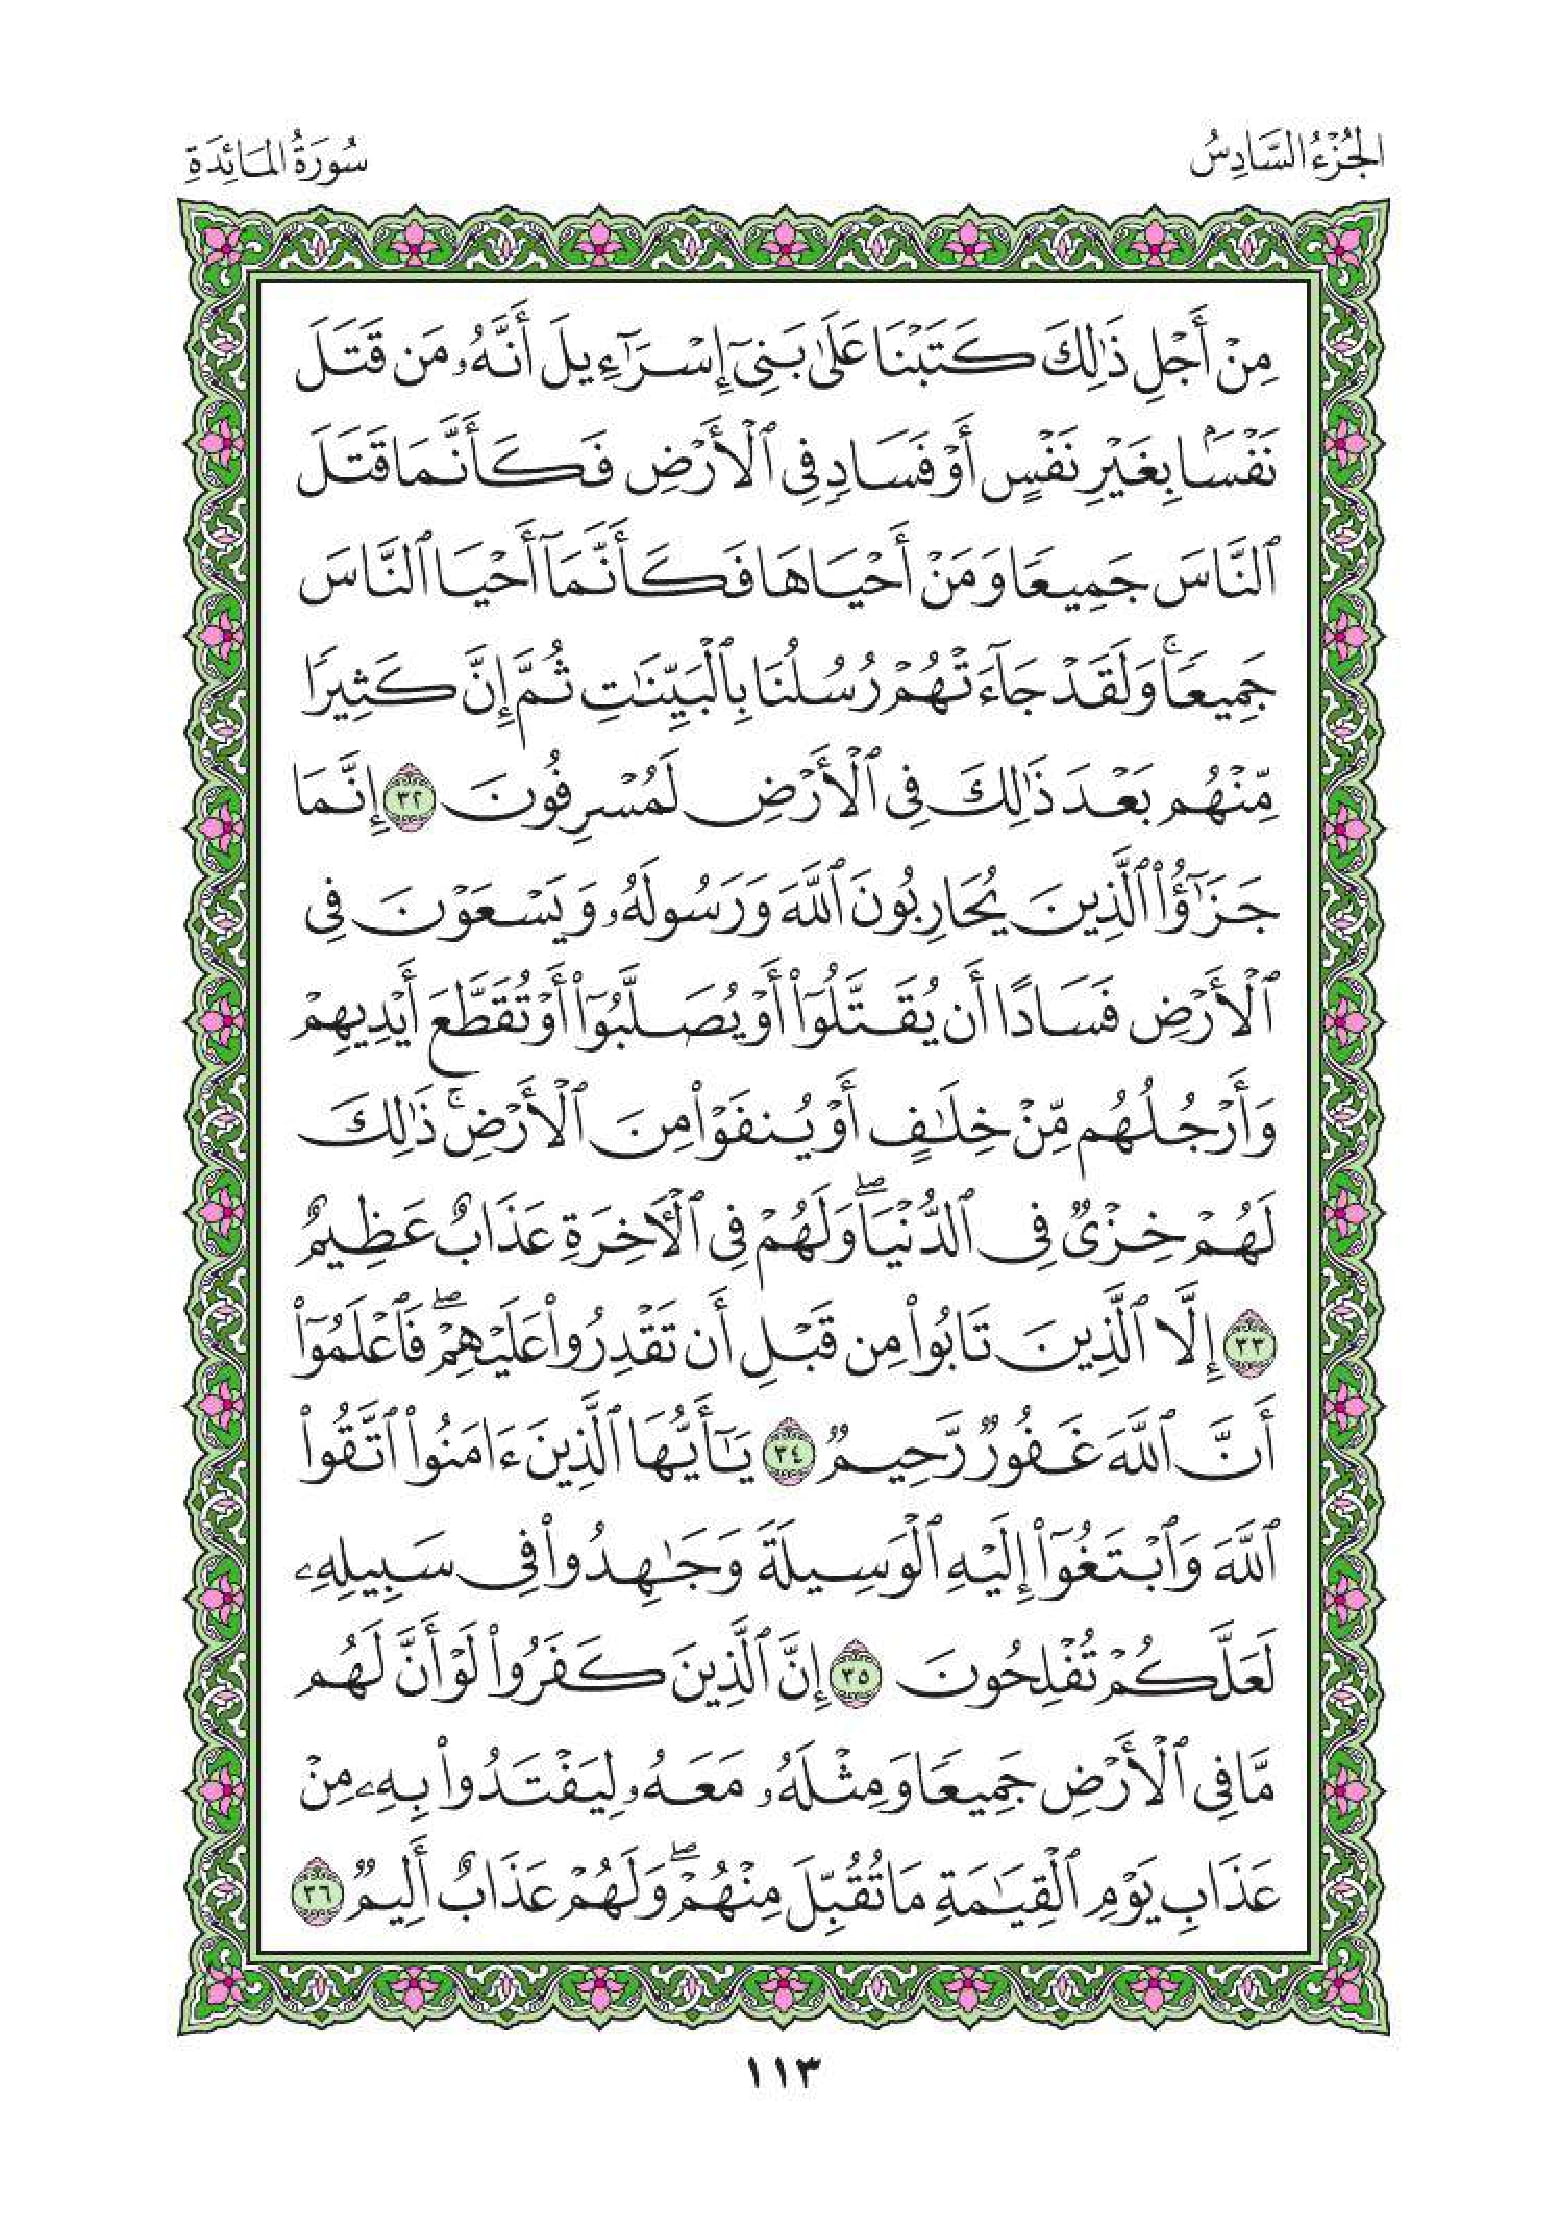 الجُزْءُ السَّادِسُ
سُورَةُ المَائِدَةِ
مِنْ أَجْلِ ذَٰلِكَ كَتَبْنَا عَلَىٰ بَنِىٓ إِسْرَٰٓءِيلَ أَنَّهُۥ مَن قَتَلَ
نَفْسَۢا بِغَيْرِ نَفْسٍ أَوْ فَسَادٍ فِى ٱلْأَرْضِ فَكَأَنَّمَا قَتَلَ
ٱلنَّاسَ جَمِيعًا وَمَنْ أَحْيَاهَا فَكَأَنَّمَآ أَحْيَا ٱلنَّاسَ
جَمِيعًا ۚ وَلَقَدْ جَآءَتْهُمْ رُسُلُنَا بِٱلْبَيِّنَٰتِ ثُمَّ إِنَّ كَثِيرًا
مِّنْهُم بَعْدَ ذَٰلِكَ فِى ٱلْأَرْضِ لَمُسْرِفُونَ ٣٢ إِنَّمَا
جَزَٰٓؤُا۟ ٱلَّذِينَ يُحَارِبُونَ ٱللَّهَ وَرَسُولَهُۥ وَيَسْعَوْنَ فِى
ٱلْأَرْضِ فَسَادًا أَن يُقَتَّلُوٓا۟ أَوْ يُصَلَّبُوٓا۟ أَوْ تُقَطَّعَ أَيْدِيهِمْ
وَأَرْجُلُهُم مِّنْ خِلَٰفٍ أَوْ يُنفَوْا۟ مِنَ ٱلْأَرْضِ ۚ ذَٰلِكَ
لَهُمْ خِزْىٌ فِى ٱلدُّنْيَا ۖ وَلَهُمْ فِى ٱلْءَاخِرَةِ عَذَابٌ عَظِيمٌ
٣٣ إِلَّا ٱلَّذِينَ تَابُوا۟ مِن قَبْلِ أَن تَقْدِرُوا۟ عَلَيْهِمْ ۖ فَٱعْلَمُوٓا۟
أَنَّ ٱللَّهَ غَفُورٌ رَّحِيمٌ ٣٤ يَٰٓأَيُّهَا ٱلَّذِينَ ءَامَنُوا۟ ٱتَّقُوا۟
ٱللَّهَ وَٱبْتَغُوٓا۟ إِلَيْهِ ٱلْوَسِيلَةَ وَجَٰهِدُوا۟ فِى سَبِيلِهِۦ
لَعَلَّكُمْ تُفْلِحُونَ ٣٥ إِنَّ ٱلَّذِينَ كَفَرُوا۟ لَوْ أَنَّ لَهُم
مَّا فِى ٱلْأَرْضِ جَمِيعًا وَمِثْلَهُۥ مَعَهُۥ لِيَفْتَدُوا۟ بِهِۦ مِنْ
عَذَابِ يَوْمِ ٱلْقِيَٰمَةِ مَا تُقُبِّلَ مِنْهُمْ ۖ وَلَهُمْ عَذَابٌ أَلِيمٌ ٣٦
١١٣